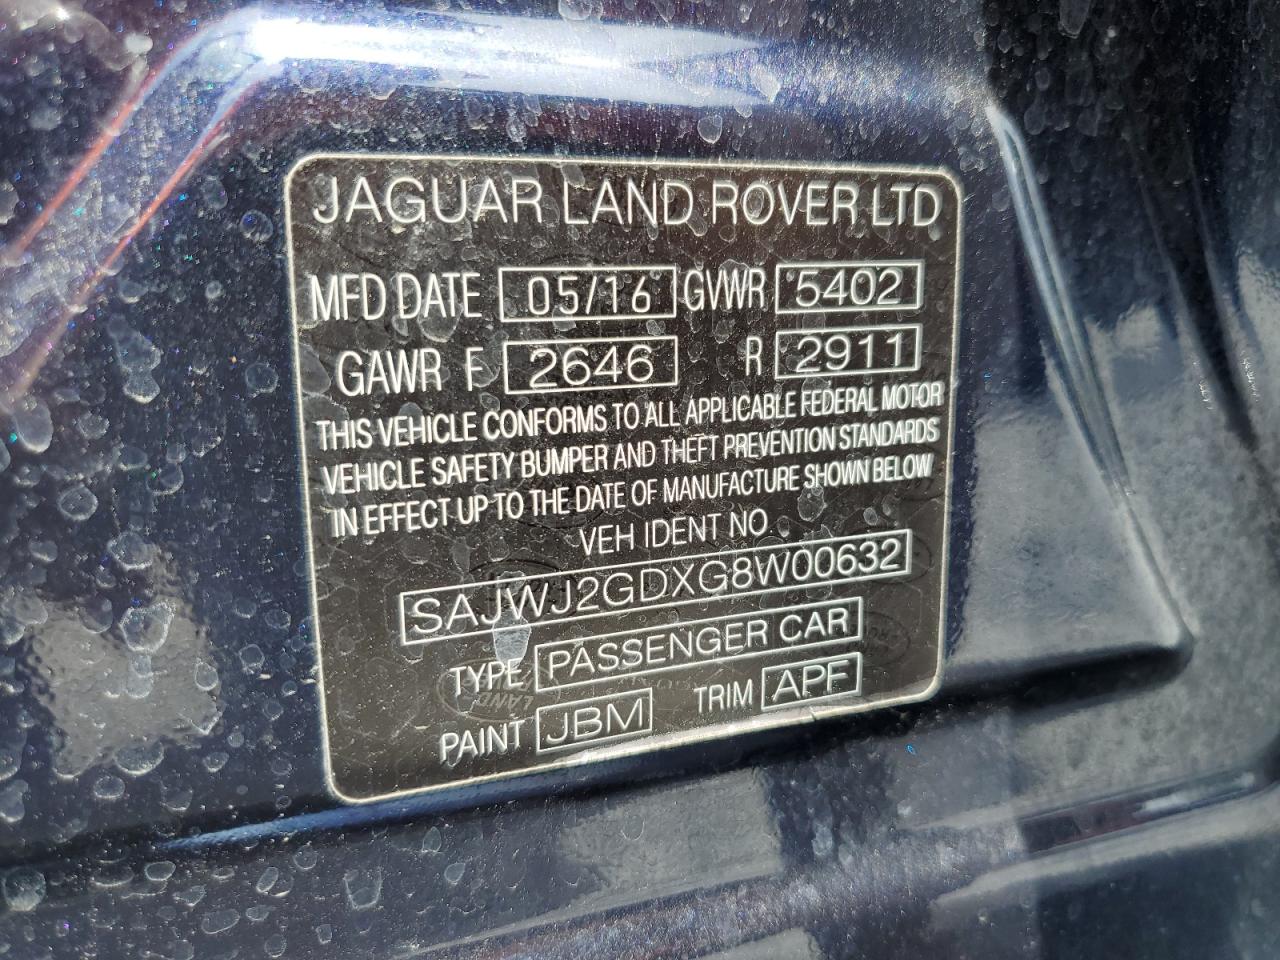 JAGUAR LAND ROVER LTD
MFD DATE 05/16 GVWR 5402
GAWR F 2646 R 2911
THIS VEHICLE CONFORMS TO ALL APPLICABLE FEDERAL MOTOR
VEHICLE SAFETY BUMPER AND THEFT PREVENTION STANDARDS
IN EFFECT UP TO THE DATE OF MANUFACTURE SHOWN BELOW
VEH IDENT NO
SAJWJ2GDXG8W00632
TYPE PASSENGER CAR
PAINT JBM TRIM APF